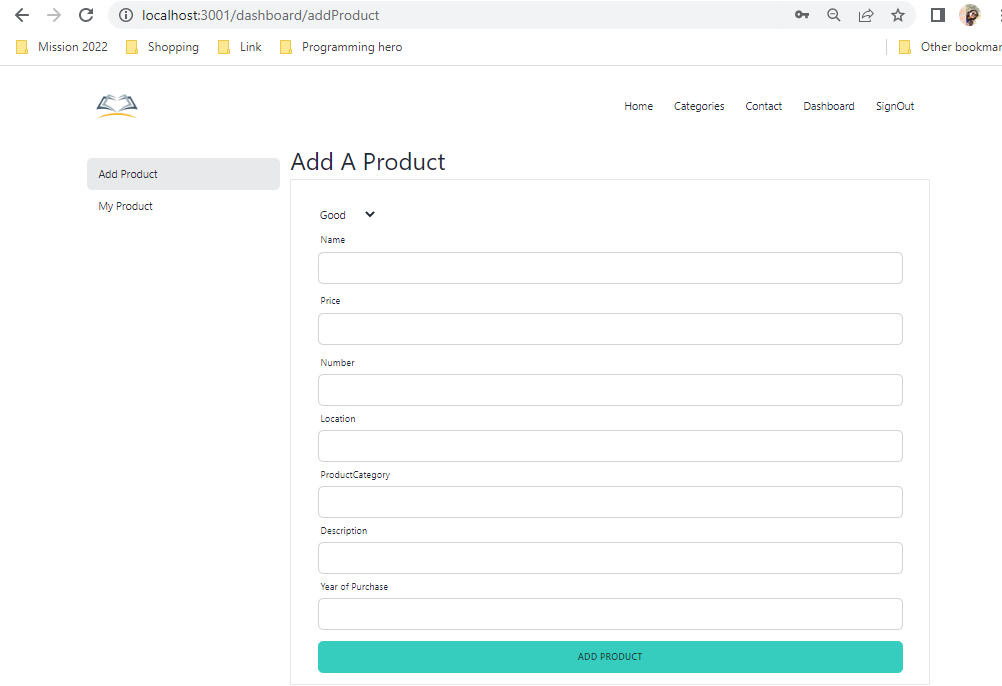 localhost:3001/dashboard/addProduct
Mission 2022 Shopping Link Programming hero Other bookmar
Home Categories Contact Dashboard SignOut
Add Product
My Product
Add A Product
Good
Name
Price
Number
Location
ProductCategory
Description
Year of Purchase
ADD PRODUCT